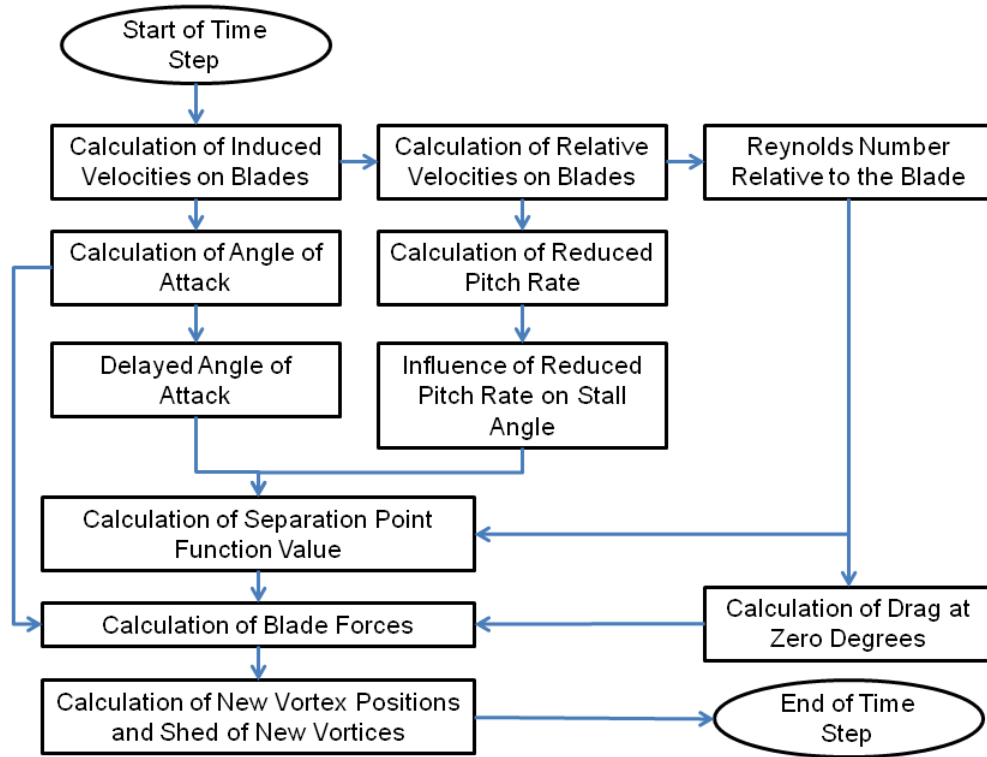 Start of Time
Step
Calculation of Induced
Velocities on Blades
Calculation of Relative
Velocities on Blades
Reynolds Number
Relative to the Blade
Calculation of Angle of
Attack
Calculation of Reduced
Pitch Rate
Delayed Angle of
Attack
Influence of Reduced
Pitch Rate on Stall
Angle
Calculation of Separation Point
Function Value
Calculation of Blade Forces
Calculation of Drag at
Zero Degrees
Calculation of New Vortex Positions
and Shed of New Vortices
End of Time
Step